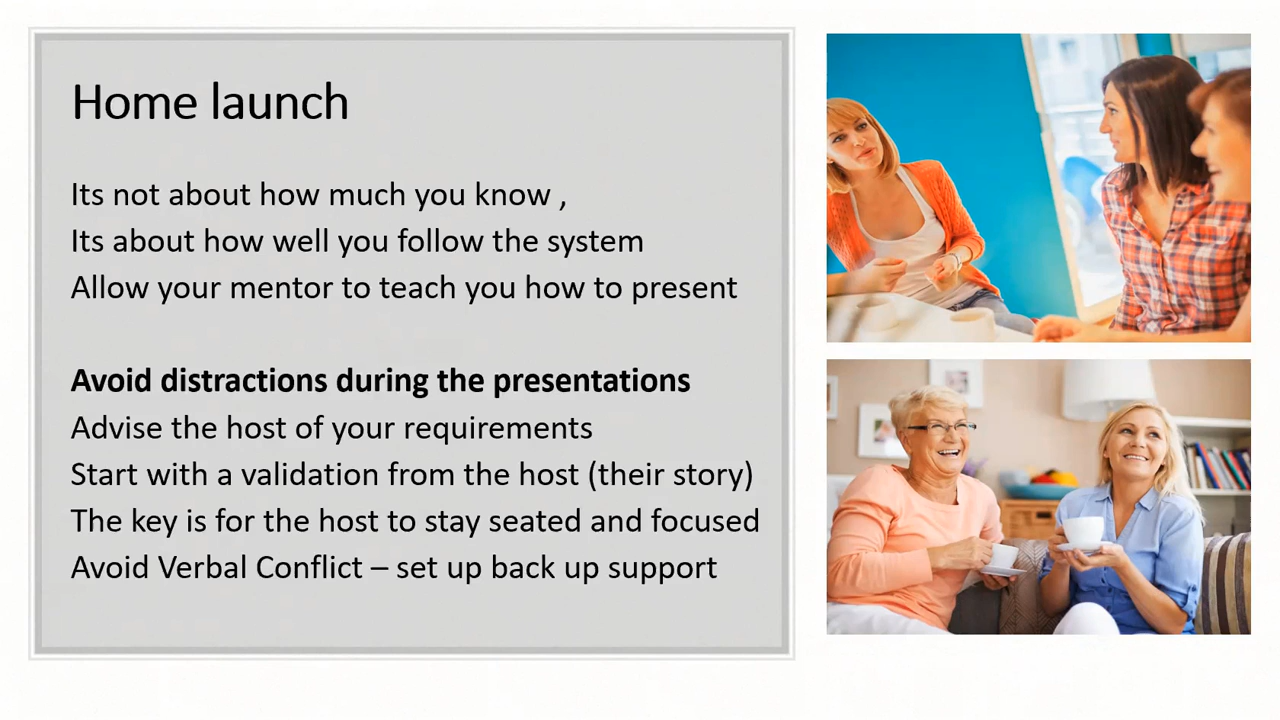 Home launch
Its not about how much you know ,
Its about how well you follow the system
Allow your mentor to teach you how to present
Avoid distractions during the presentations
Advise the host of your requirements
Start with a validation from the host (their story)
The key is for the host to stay seated and focused
Avoid Verbal Conflict – set up back up support